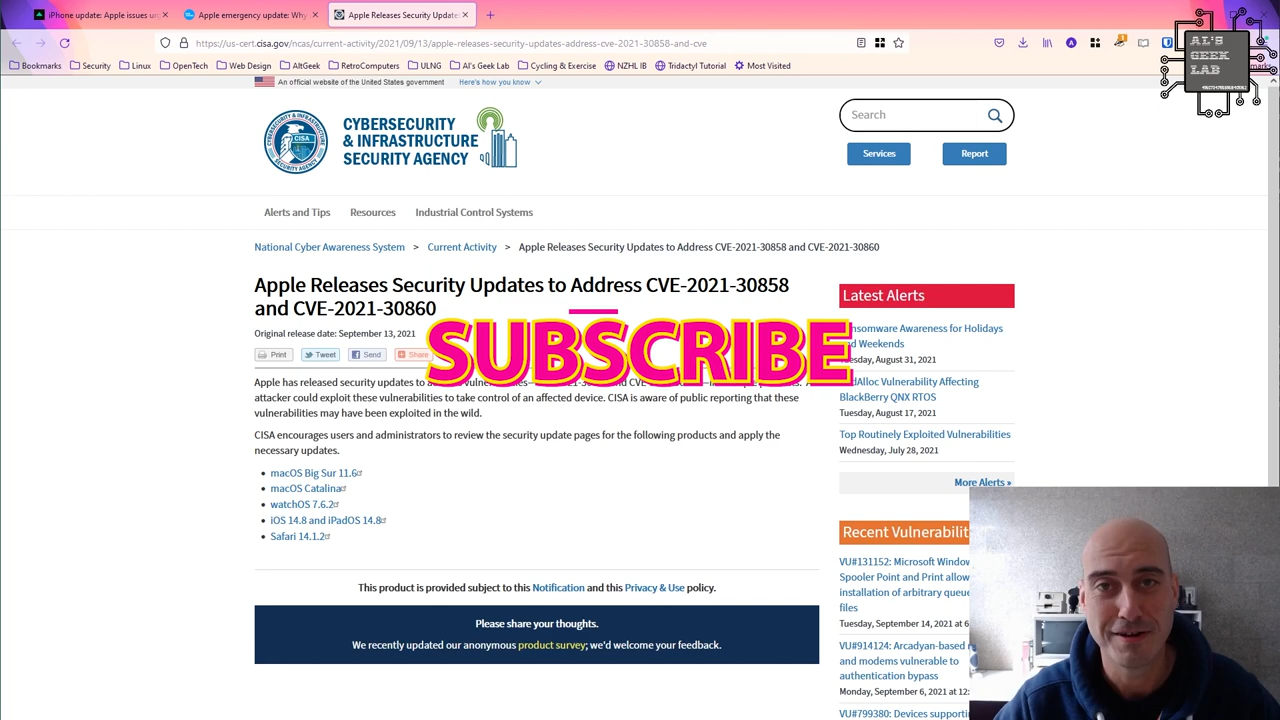 iPhone update: Apple issues ur
Apple emergency update: Why
Apple Releases Security Update
https://us-cert.cisa.gov/ncas/current-activity/2021/09/13/apple-releases-security-updates-address-cve-2021-30858-and-cve
AL'S
GEEK
LAB
Bookmarks
Security
Linux
OpenTech
Web Design
AltGeek
RetroComputers
ULNG
Al's Geek Lab
Cycling & Exercise
NZHL IB
Tridactyl Tutorial
Most Visited
An official website of the United States government
Here's how you know
CYBERSECURITY
& INFRASTRUCTURE
SECURITY AGENCY
CISA
Search
Services
Report
Alerts and Tips
Resources
Industrial Control Systems
National Cyber Awareness System > Current Activity > Apple Releases Security Updates to Address CVE-2021-30858 and CVE-2021-30860
Apple Releases Security Updates to Address CVE-2021-30858
and CVE-2021-30860
Original release date: September 13, 2021
Print
Tweet
Send
Share
SUBSCRIBE
Apple has released security updates to
attacker could exploit these vulnerabilities to take control of an affected device. CISA is aware of public reporting that these
vulnerabilities may have been exploited in the wild.
CISA encourages users and administrators to review the security update pages for the following products and apply the
necessary updates.
• macOS Big Sur 11.6
• macOS Catalina
• watchOS 7.6.2
• iOS 14.8 and iPadOS 14.8
• Safari 14.1.2
This product is provided subject to this Notification and this Privacy & Use policy.
Please share your thoughts.
We recently updated our anonymous product survey; we'd welcome your feedback.
Latest Alerts
nsomware Awareness for Holidays
nd Weekends
esday, August 31, 2021
dAlloc Vulnerability Affecting
BlackBerry QNX RTOS
Tuesday, August 17, 2021
Top Routinely Exploited Vulnerabilities
Wednesday, July 28, 2021
More Alerts »
Recent Vulnerabilit
VU#131152: Microsoft Window
Spooler Point and Print allow
installation of arbitrary queue
files
Tuesday, September 14, 2021 at 6
VU#914124: Arcadyan-based
and modems vulnerable to
authentication bypass
Monday, September 6, 2021 at 12:
VU#799380: Devices supporti